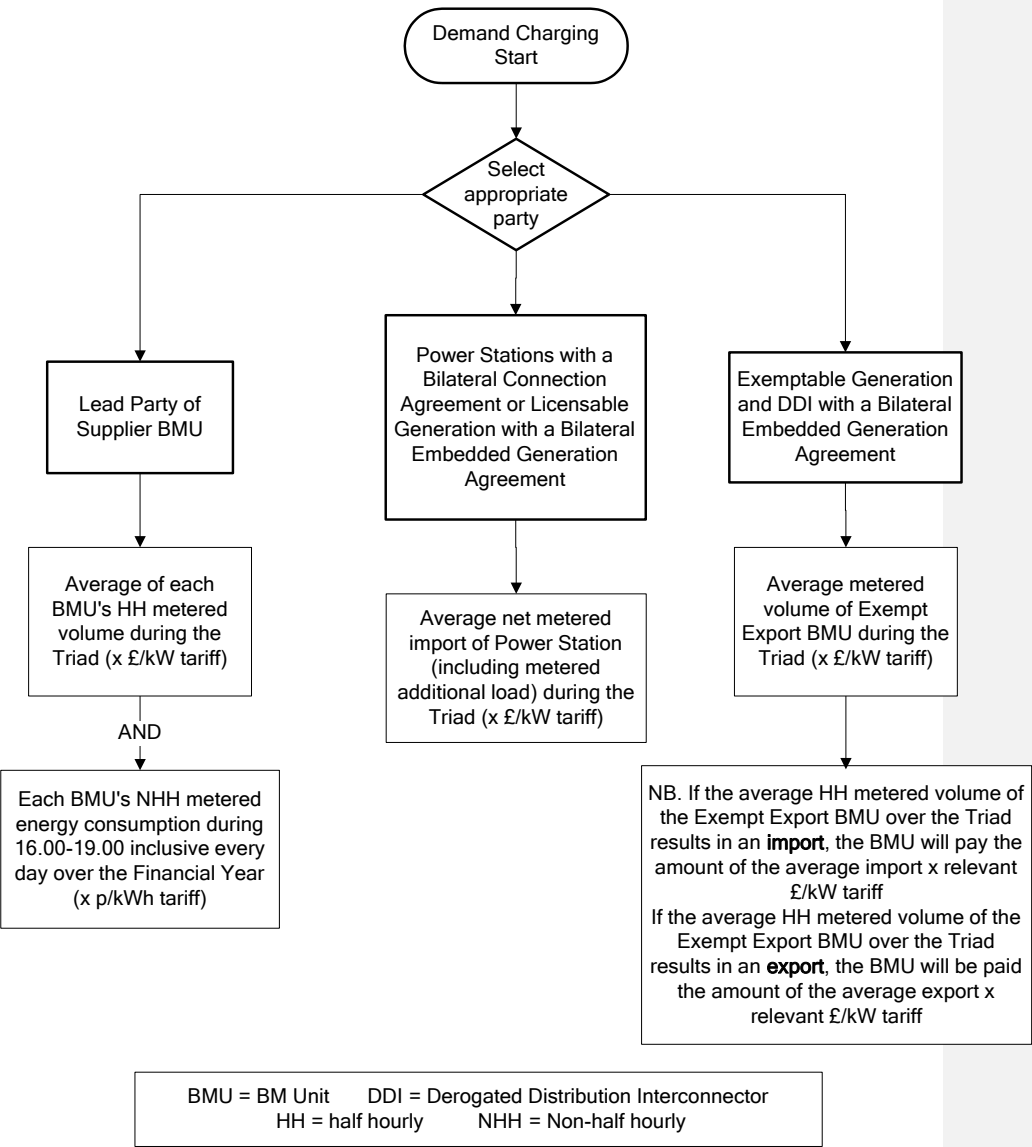 Demand Charging
Start
Select
appropriate
party
Lead Party of
Supplier BMU
Power Stations with a
Bilateral Connection
Agreement or Licensable
Generation with a Bilateral
Embedded Generation
Agreement
Exemptable Generation
and DDI with a Bilateral
Embedded Generation
Agreement
Average of each
BMU's HH metered
volume during the
Triad (x £/kW tariff)
AND
Each BMU's NHH metered
energy consumption during
16.00-19.00 inclusive every
day over the Financial Year
(x p/kWh tariff)
Average net metered
import of Power Station
(including metered
additional load) during the
Triad (x £/kW tariff)
Average metered
volume of Exempt
Export BMU during the
Triad (x £/kW tariff)
NB. If the average HH metered volume of
the Exempt Export BMU over the Triad
results in an import, the BMU will pay the
amount of the average import x relevant
£/kW tariff
If the average HH metered volume of the
Exempt Export BMU over the Triad
results in an export, the BMU will be paid
the amount of the average export x
relevant £/kW tariff
BMU = BM Unit DDI = Derogated Distribution Interconnector
HH = half hourly NHH = Non-half hourly